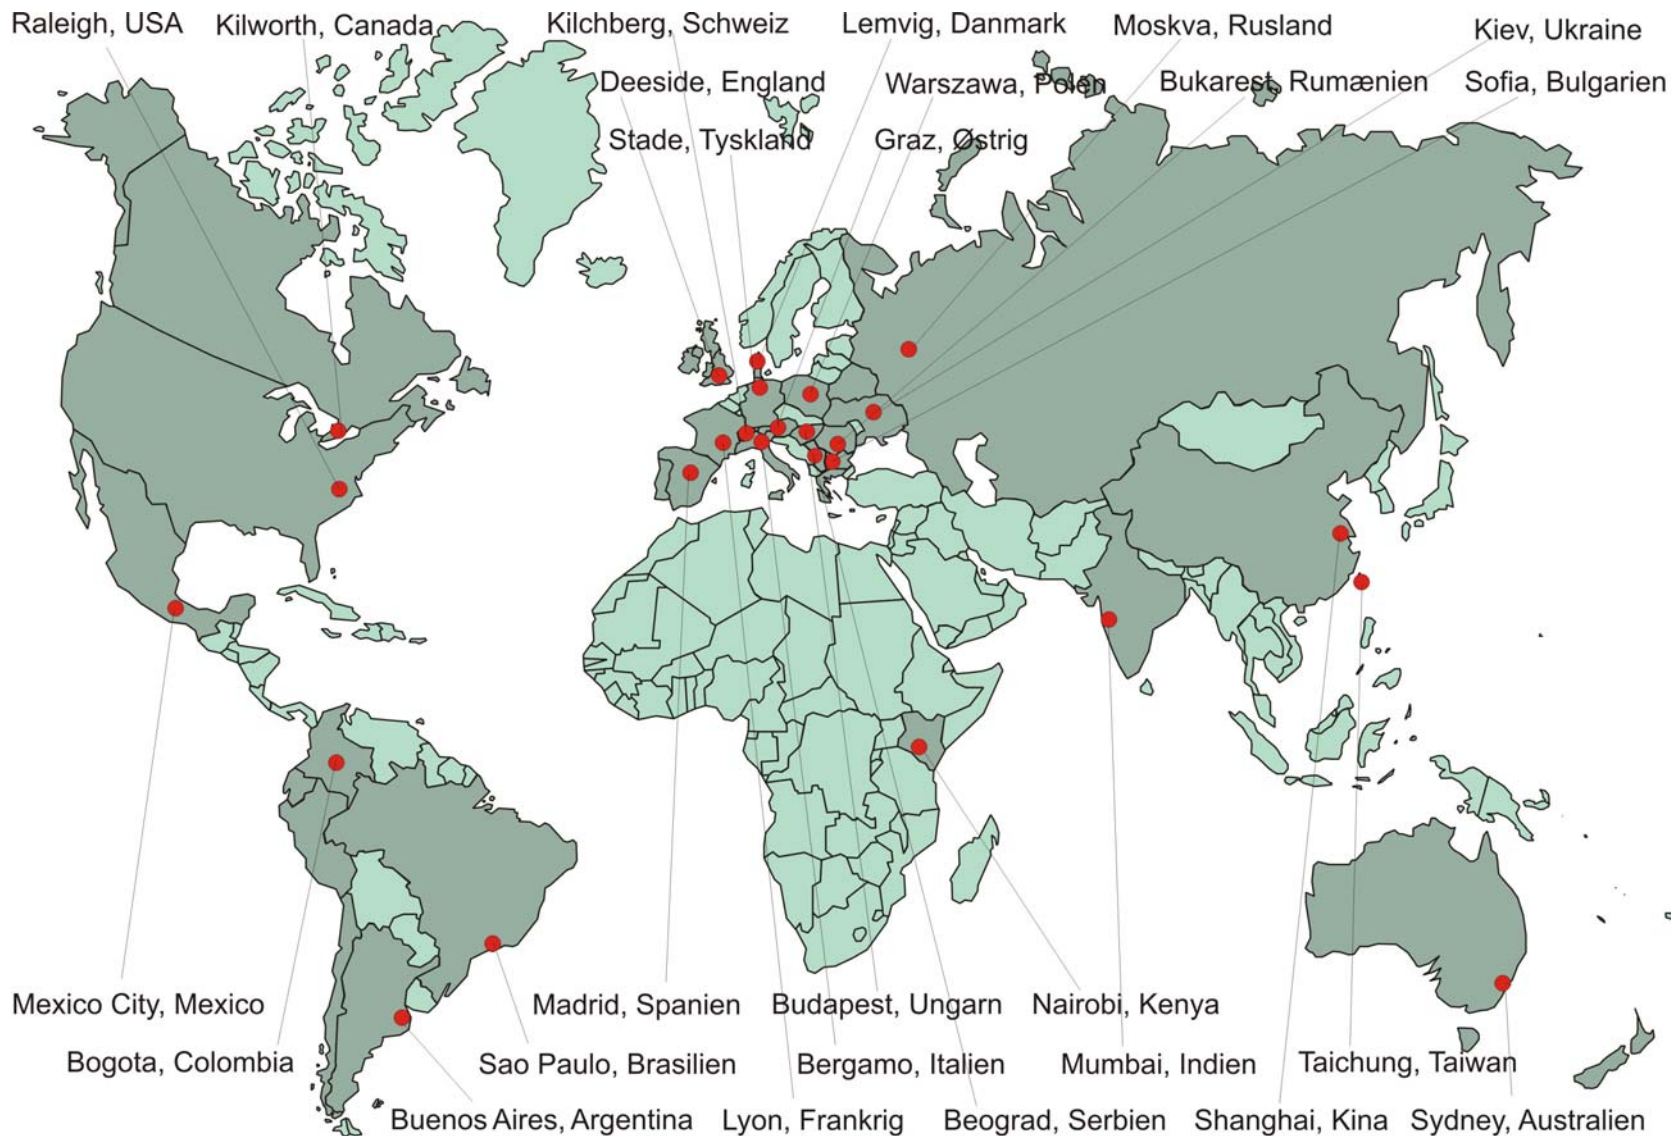 Raleigh, USA
Kilworth, Canada
Kilchberg, Schweiz
Lemvig, Danmark
Moskva, Rusland
Kiev, Ukraine
Deeside, England
Warszawa, Polen
Bukarest, Rumænien
Sofia, Bulgarien
Stade, Tyskland
Graz, Østrig
Mexico City, Mexico
Madrid, Spanien
Budapest, Ungarn
Nairobi, Kenya
Bogota, Colombia
Sao Paulo, Brasilien
Bergamo, Italien
Mumbai, Indien
Taichung, Taiwan
Buenos Aires, Argentina
Lyon, Frankrig
Beograd, Serbien
Shanghai, Kina
Sydney, Australien